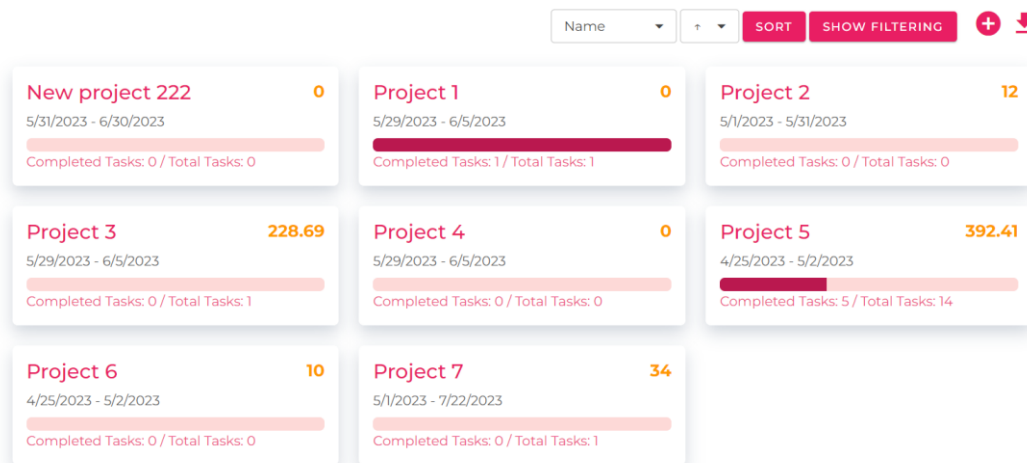 Name ↑ SORT SHOW FILTERING
New project 222 0
5/31/2023 - 6/30/2023
Completed Tasks: 0 / Total Tasks: 0
Project 1 0
5/29/2023 - 6/5/2023
Completed Tasks: 1 / Total Tasks: 1
Project 2 12
5/1/2023 - 5/31/2023
Completed Tasks: 0 / Total Tasks: 0
Project 3 228.69
5/29/2023 - 6/5/2023
Completed Tasks: 0 / Total Tasks: 1
Project 4 0
5/29/2023 - 6/5/2023
Completed Tasks: 0 / Total Tasks: 0
Project 5 392.41
4/25/2023 - 5/2/2023
Completed Tasks: 5 / Total Tasks: 14
Project 6 10
4/25/2023 - 5/2/2023
Completed Tasks: 0 / Total Tasks: 0
Project 7 34
5/1/2023 - 7/22/2023
Completed Tasks: 0 / Total Tasks: 1